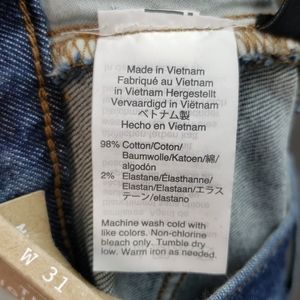 Made in Vietnam
Fabriqué au Vietnam
in Vietnam Hergestellt
Vervaardigd in Viëtnam
ベトナム製
Hecho en Vietnam
98% Cotton/Coton/
Baumwolle/Katoen/綿/
algodón
2% Elastane/Élasthanne/
Elastan/Elastaan/エラス
テーン/elastano
Machine wash cold with
like colors. Non-chlorine
bleach only. Tumble dry
low. Warm iron as needed.
W 31